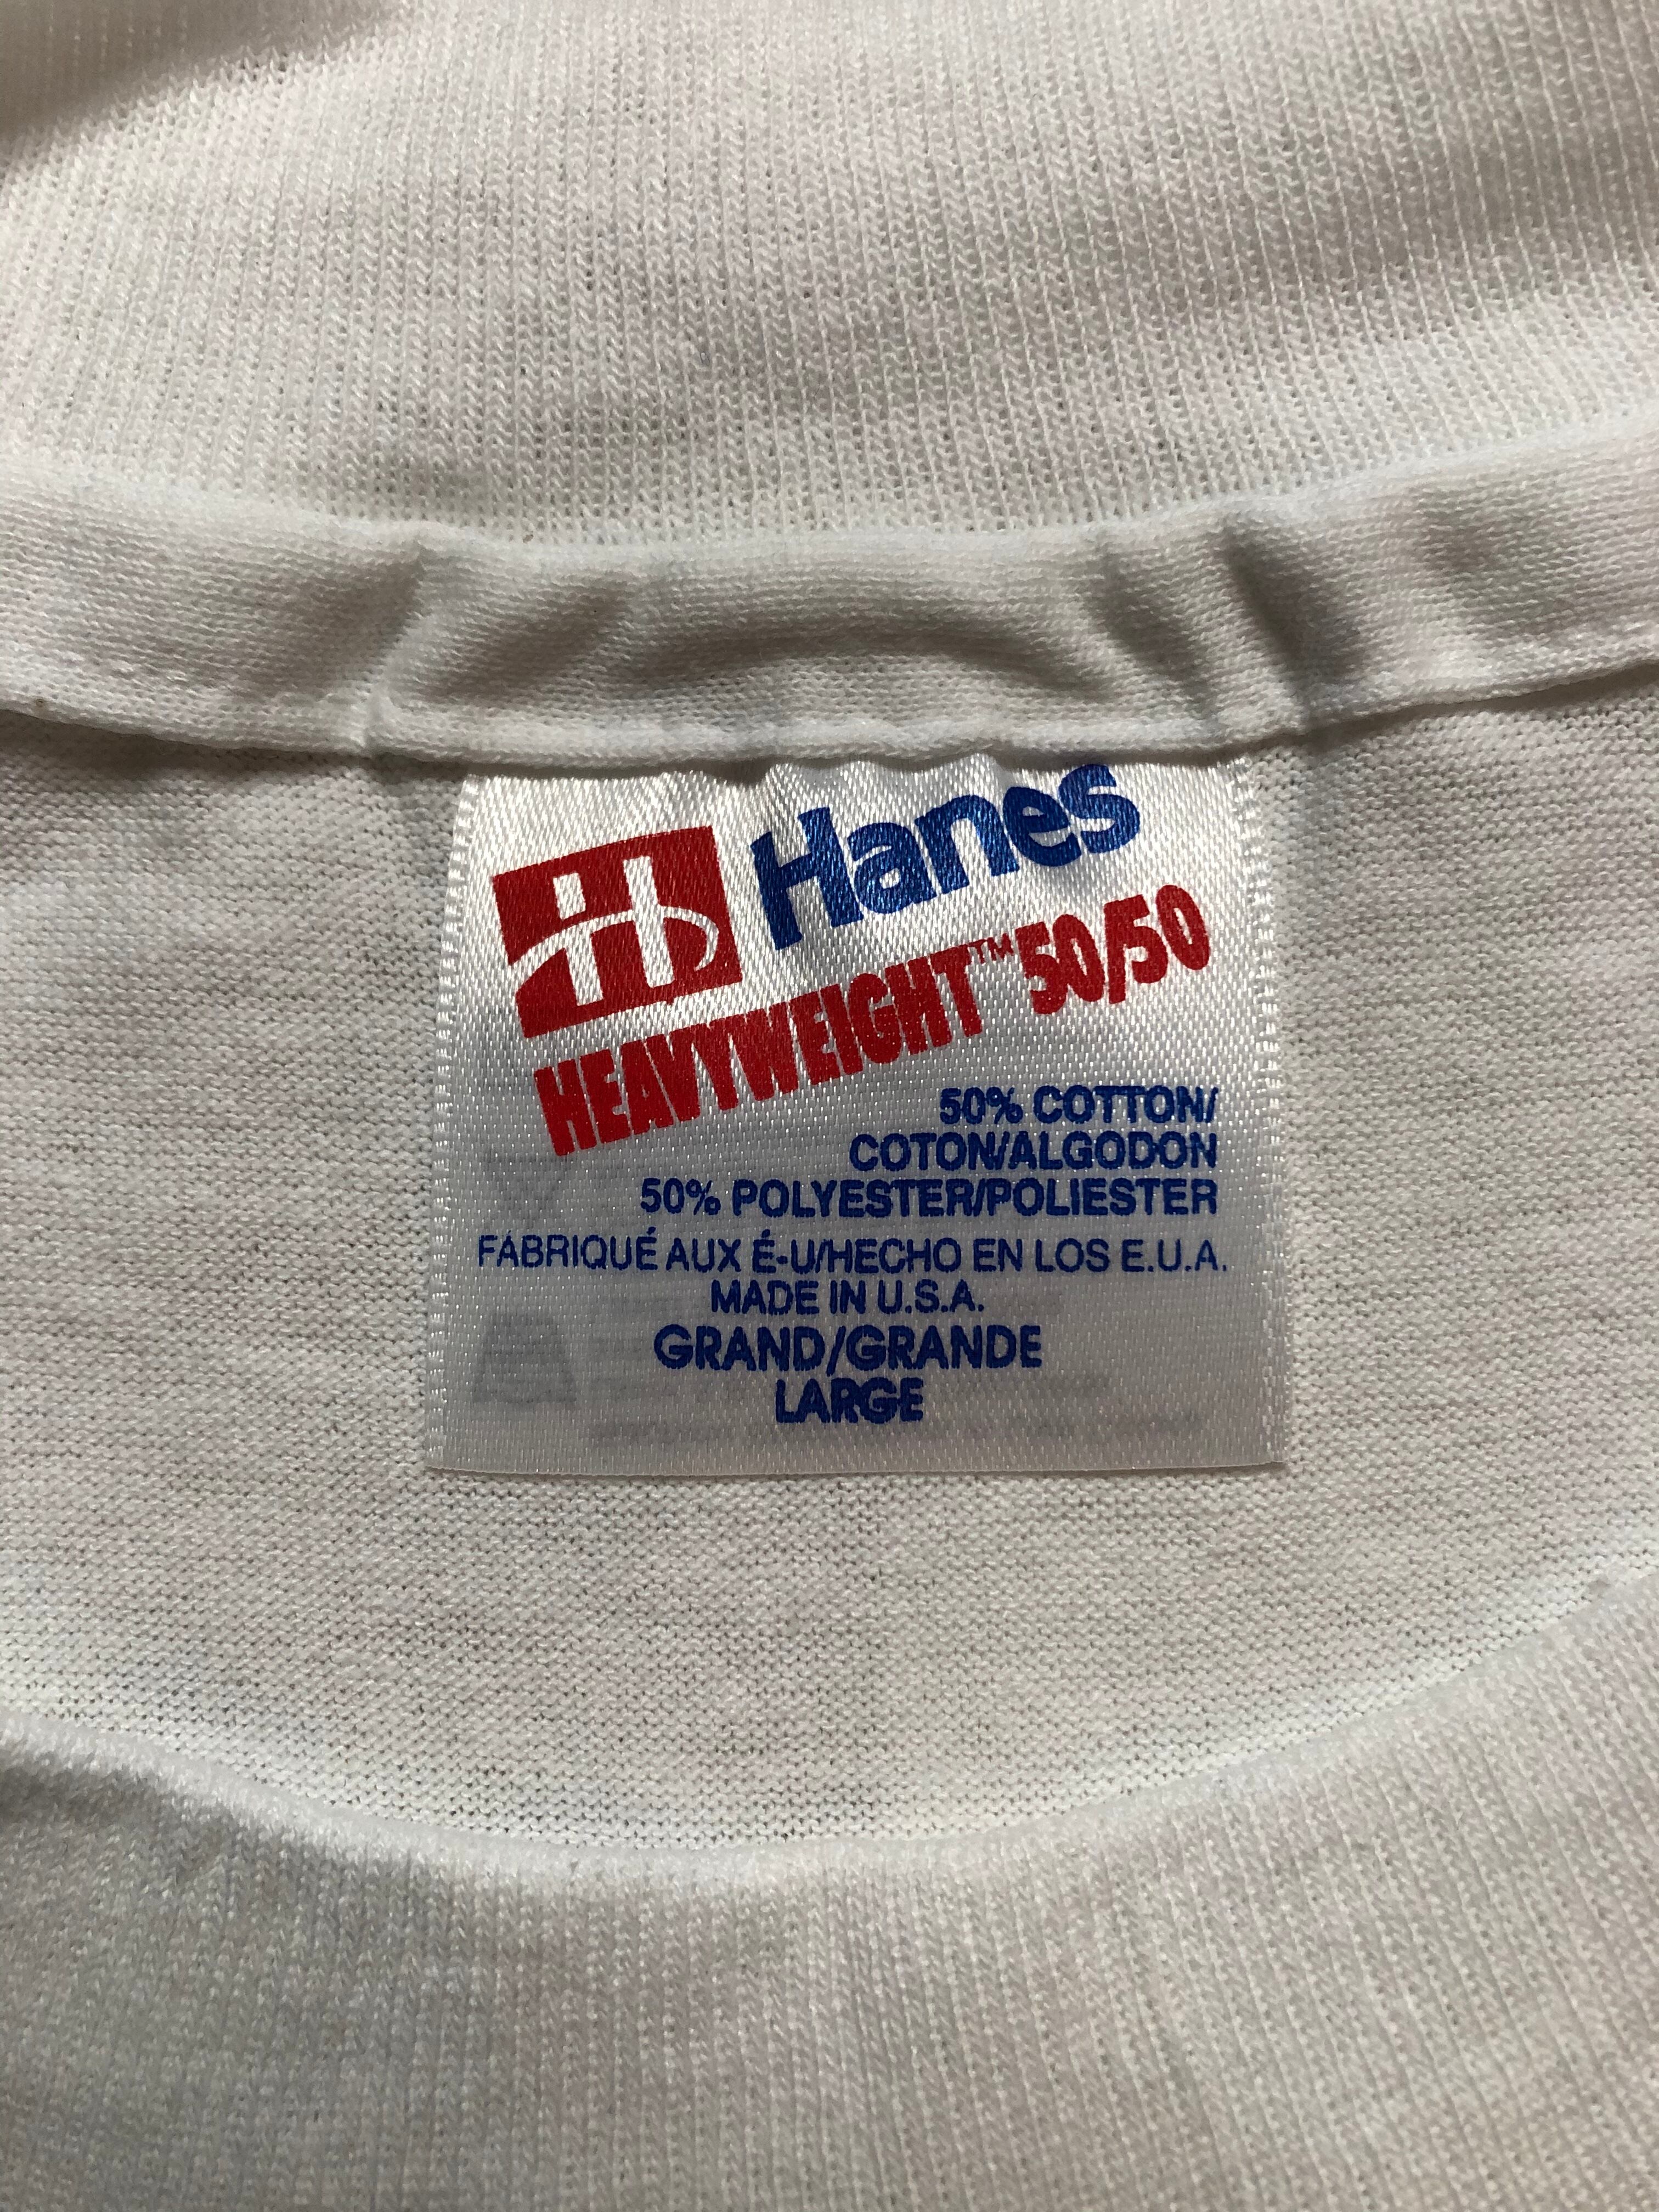 Hanes
HEAVYWEIGHT™ 50/50
50% COTTON/
COTON/ALGODON
50% POLYESTER/POLIESTER
FABRIQUÉ AUX É-U/HECHO EN LOS E.U.A.
MADE IN U.S.A.
GRAND/GRANDE
LARGE